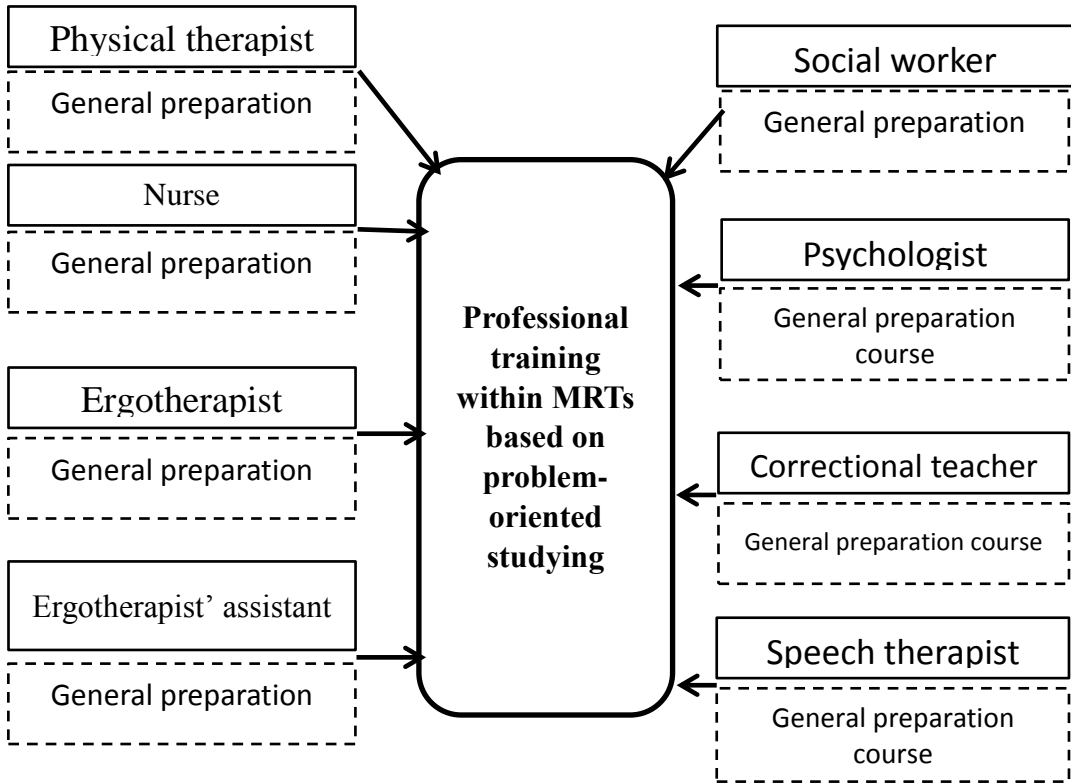 Physical therapist
General preparation
Nurse
General preparation
Ergotherapist
General preparation
Ergotherapist’ assistant
General preparation
Professional
training
within MRTs
based on
problem-
oriented
studying
Social worker
General preparation
Psychologist
General preparation
course
Correctional teacher
General preparation course
Speech therapist
General preparation
course